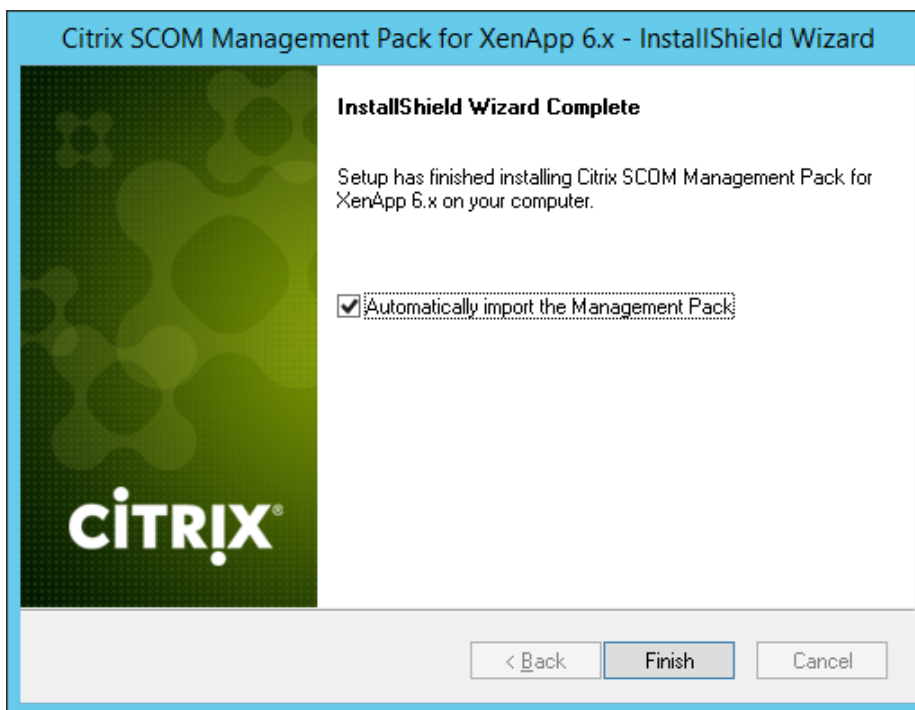 Citrix SCOM Management Pack for XenApp 6.x - InstallShield Wizard
InstallShield Wizard Complete
Setup has finished installing Citrix SCOM Management Pack for
XenApp 6.x on your computer.
Automatically import the Management Pack
CITRIX®
< Back
Finish
Cancel